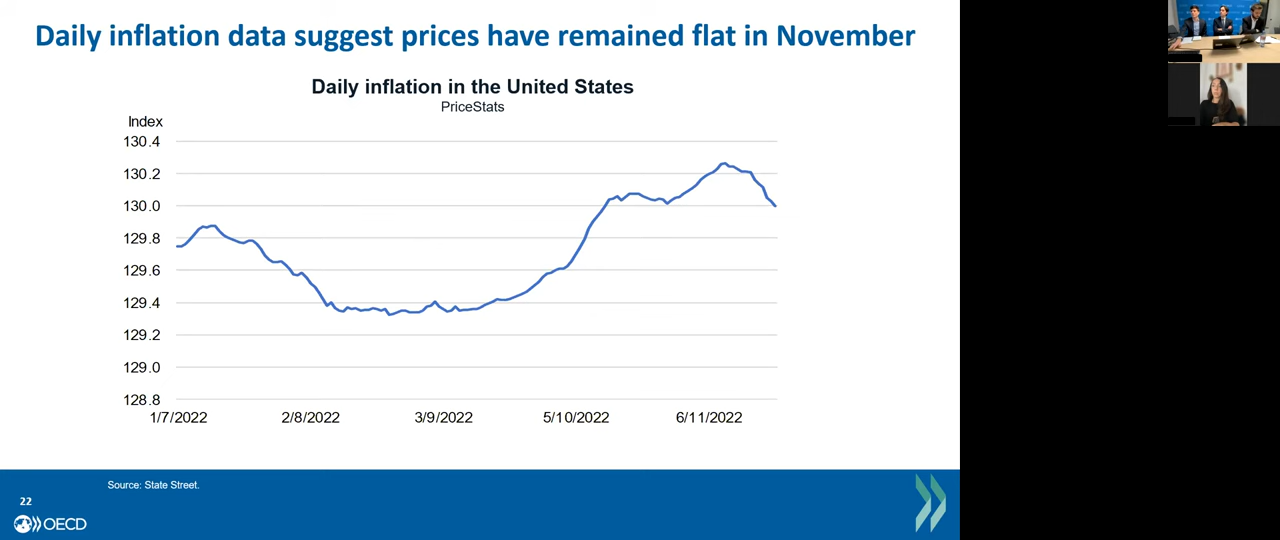 Daily inflation data suggest prices have remained flat in November
Daily inflation in the United States
PriceStats
Index
130.4
130.2
130.0
129.8
129.6
129.4
129.2
129.0
128.8
1/7/2022 2/8/2022 3/9/2022 5/10/2022 6/11/2022
Source: State Street.
22
OECD